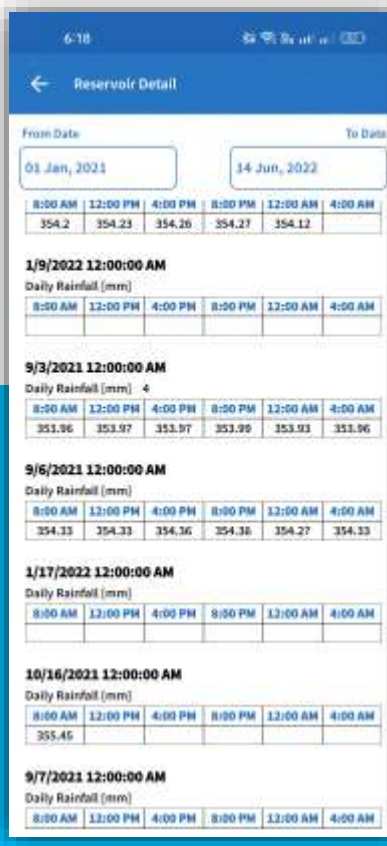 6:18
Reservoir Detail
From Date To Date
01 Jan, 2021 14 Jun, 2022
8:00 AM 12:00 PM 4:00 PM 8:00 PM 12:00 AM 4:00 AM
354.2 354.23 354.26 354.27 354.12
1/9/2022 12:00:00 AM
Daily Rainfall [mm]
8:00 AM 12:00 PM 4:00 PM 8:00 PM 12:00 AM 4:00 AM
9/3/2021 12:00:00 AM
Daily Rainfall [mm] 4
8:00 AM 12:00 PM 4:00 PM 8:00 PM 12:00 AM 4:00 AM
353.96 353.97 353.97 353.99 353.93 353.96
9/6/2021 12:00:00 AM
Daily Rainfall [mm]
8:00 AM 12:00 PM 4:00 PM 8:00 PM 12:00 AM 4:00 AM
354.33 354.33 354.36 354.38 354.27 354.33
1/17/2022 12:00:00 AM
Daily Rainfall [mm]
8:00 AM 12:00 PM 4:00 PM 8:00 PM 12:00 AM 4:00 AM
10/16/2021 12:00:00 AM
Daily Rainfall [mm]
8:00 AM 12:00 PM 4:00 PM 8:00 PM 12:00 AM 4:00 AM
355.45
9/7/2021 12:00:00 AM
Daily Rainfall [mm]
8:00 AM 12:00 PM 4:00 PM 8:00 PM 12:00 AM 4:00 AM